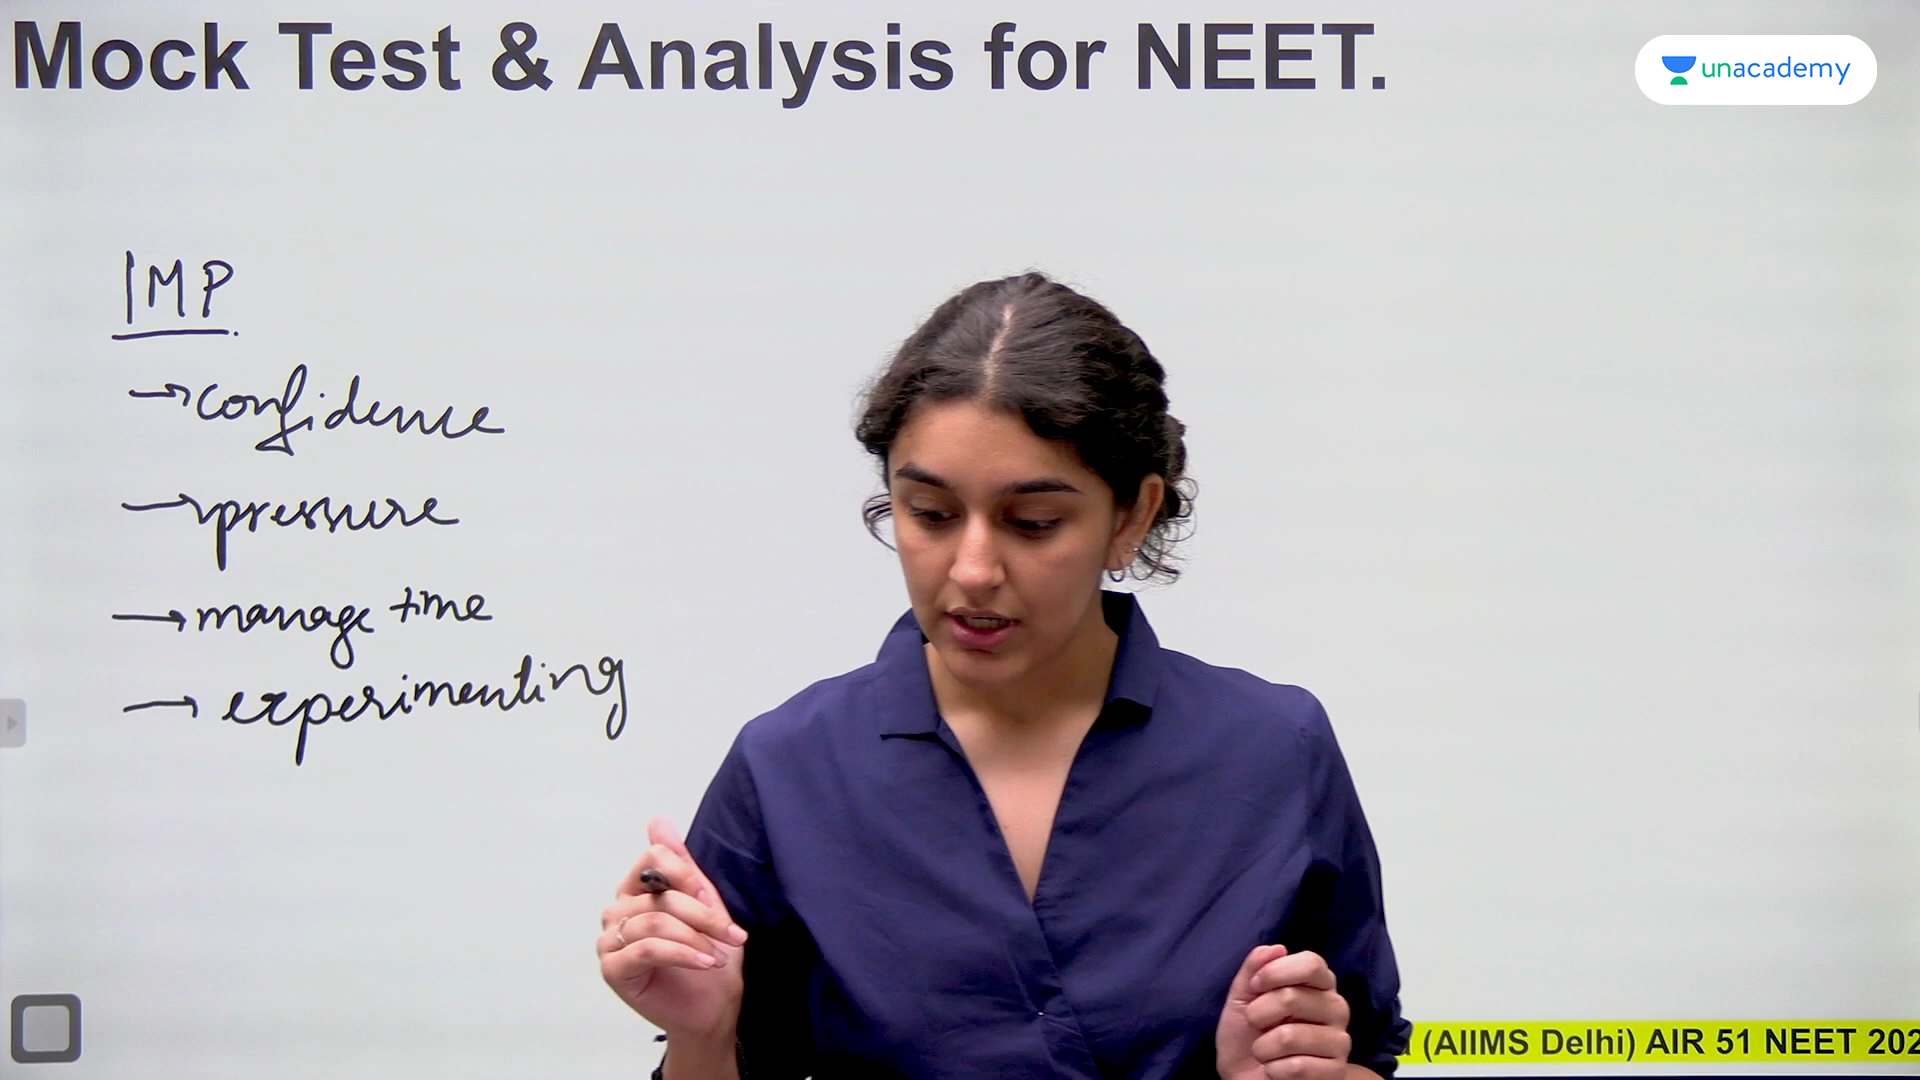 Mock Test & Analysis for NEET.
unacademy
IMP
→ confidence
→ pressure
→ manage time
→ experimenting
(AIIMS Delhi) AIR 51 NEET 202